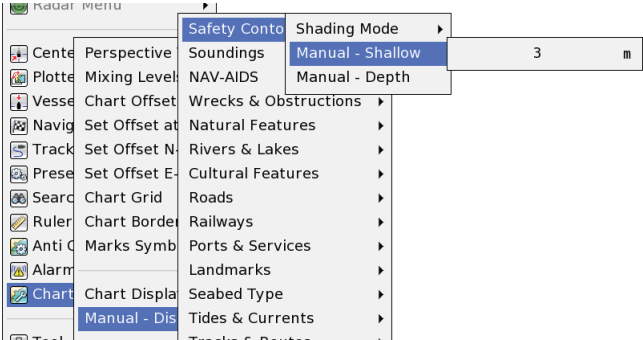 Radar Menu
Cente
Plotte
Vesse
Navig
Track
Prese
Searc
Ruler
Anti
Alarm
Chart
Perspective
Mixing Level
Chart Offset
Set Offset at
Set Offset N-
Set Offset E-
Chart Grid
Chart Border
Marks Symb
Chart Displa
Manual - Dis
Safety Conto
Soundings
NAV-AIDS
Wrecks & Obstructions
Natural Features
Rivers & Lakes
Cultural Features
Roads
Railways
Ports & Services
Landmarks
Seabed Type
Tides & Currents
Tracks & Routes
Shading Mode
Manual - Shallow
Manual - Depth
3 m